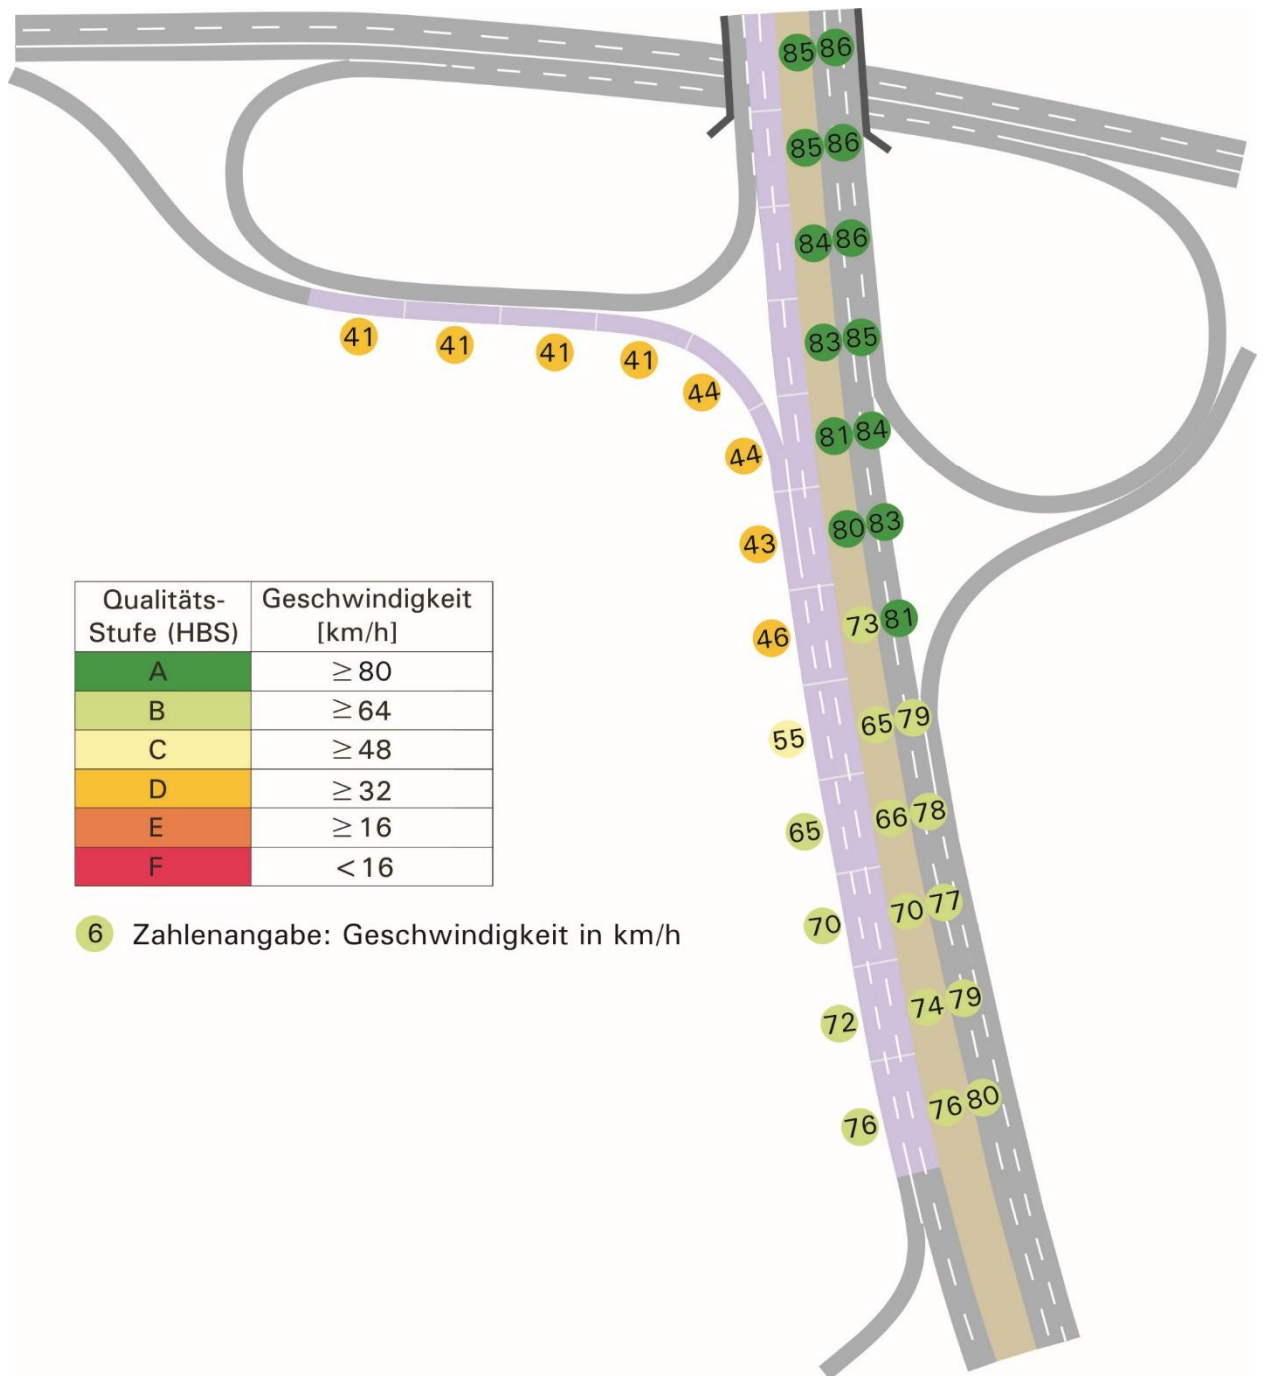 85 86
85 86
84 86
83 85
41 41 41 41
44
81 84
44
80 83
43
73 81
46
65 79
55
66 78
65
70 77
70
74 79
72
76 80
76
Qualitäts-
Stufe (HBS)
Geschwindigkeit
[km/h]
A ≥ 80
B ≥ 64
C ≥ 48
D ≥ 32
E ≥ 16
F < 16
6 Zahlenangabe: Geschwindigkeit in km/h